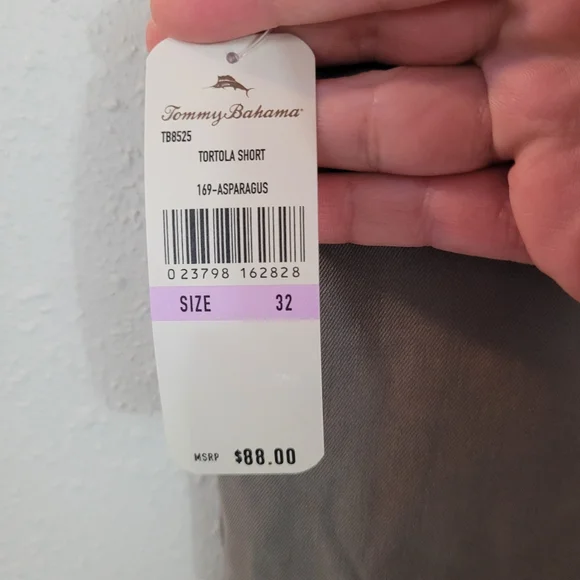 Tommy Bahama
TB8525
TORTOLA SHORT
169-ASPARAGUS
0 23798 162828
SIZE 32
MSRP $88.00